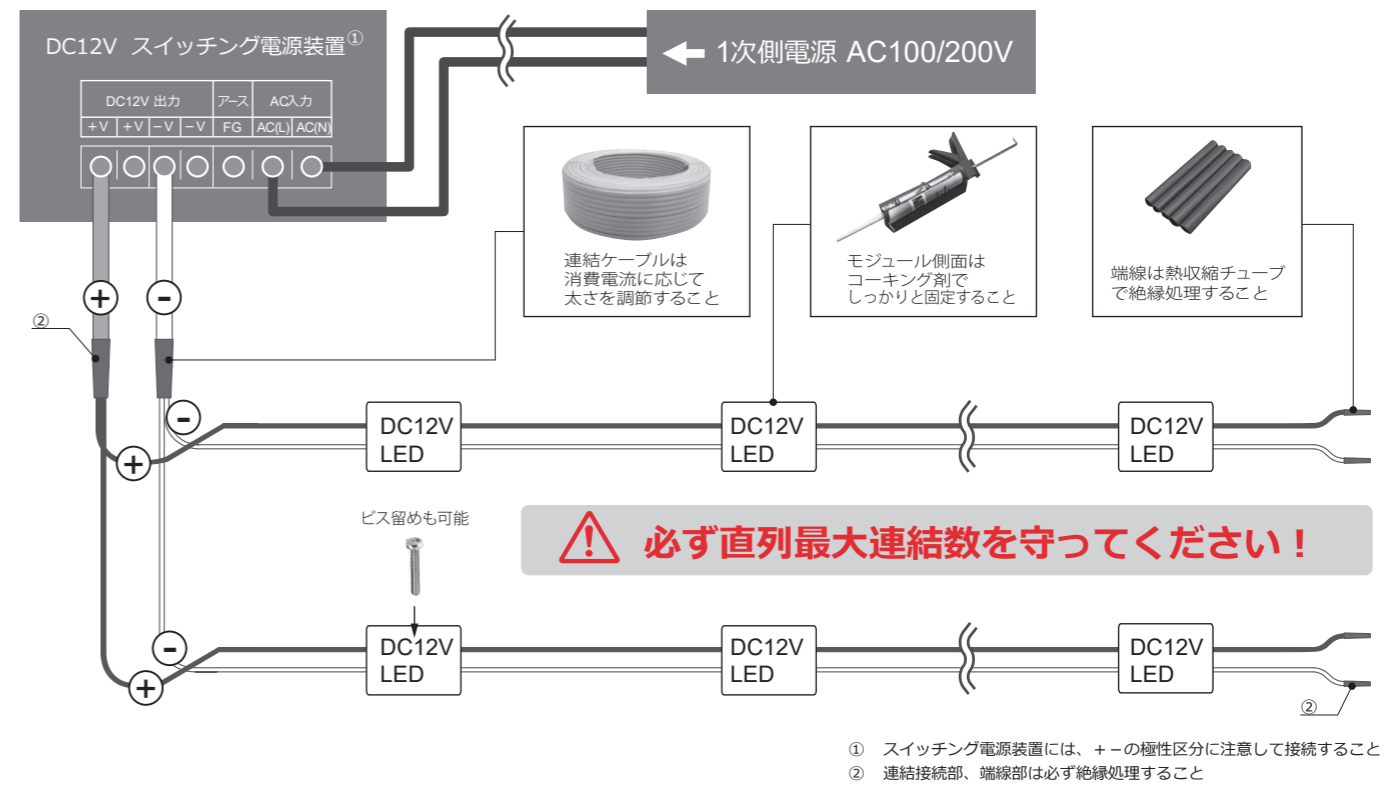 DC12V スイッチング電源装置①
1次側電源 AC100/200V
DC12V 出力 アース AC入力
+V +V −V −V FG AC(L) AC(N)
連結ケーブルは
消費電流に応じて
太さを調節すること
モジュール側面は
コーキング剤で
しっかりと固定すること
端線は熱収縮チューブ
で絶縁処理すること
+ -
②
-
DC12V
LED
DC12V
LED
DC12V
LED
+
ビス留めも可能
必ず直列最大連結数を守ってください！
-
DC12V
LED
DC12V
LED
DC12V
LED
+
②
① スイッチング電源装置には、+−の極性区分に注意して接続すること
② 連結接続部、端線部は必ず絶縁処理すること